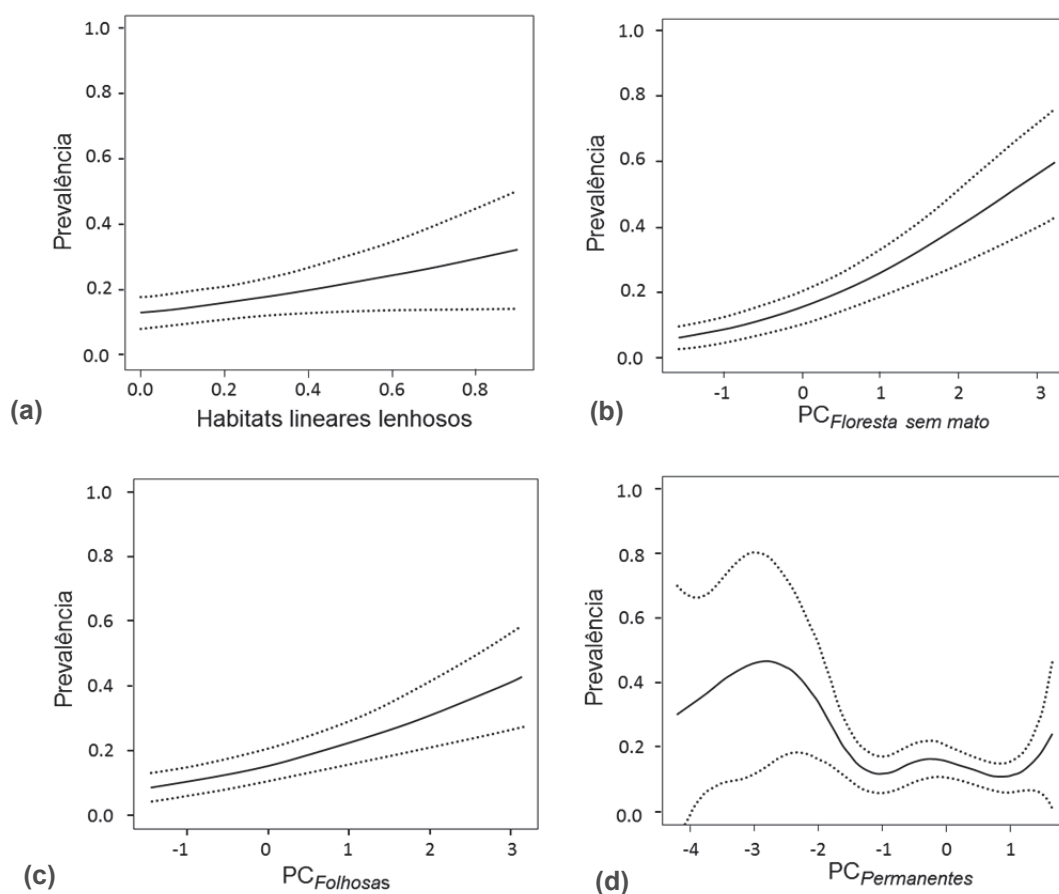 Prevalência
1.0
0.8
0.6
0.4
0.2
0.0
0.0 0.2 0.4 0.6 0.8
Habitats lineares lenhosos
(a)
Prevalência
1.0
0.8
0.6
0.4
0.2
0.0
-1 0 1 2 3
PCFloresta sem mato
(b)
Prevalência
1.0
0.8
0.6
0.4
0.2
0.0
-1 0 1 2 3
PCFolhosas
(c)
Prevalência
1.0
0.8
0.6
0.4
0.2
0.0
-4 -3 -2 -1 0 1
PCPermanentes
(d)